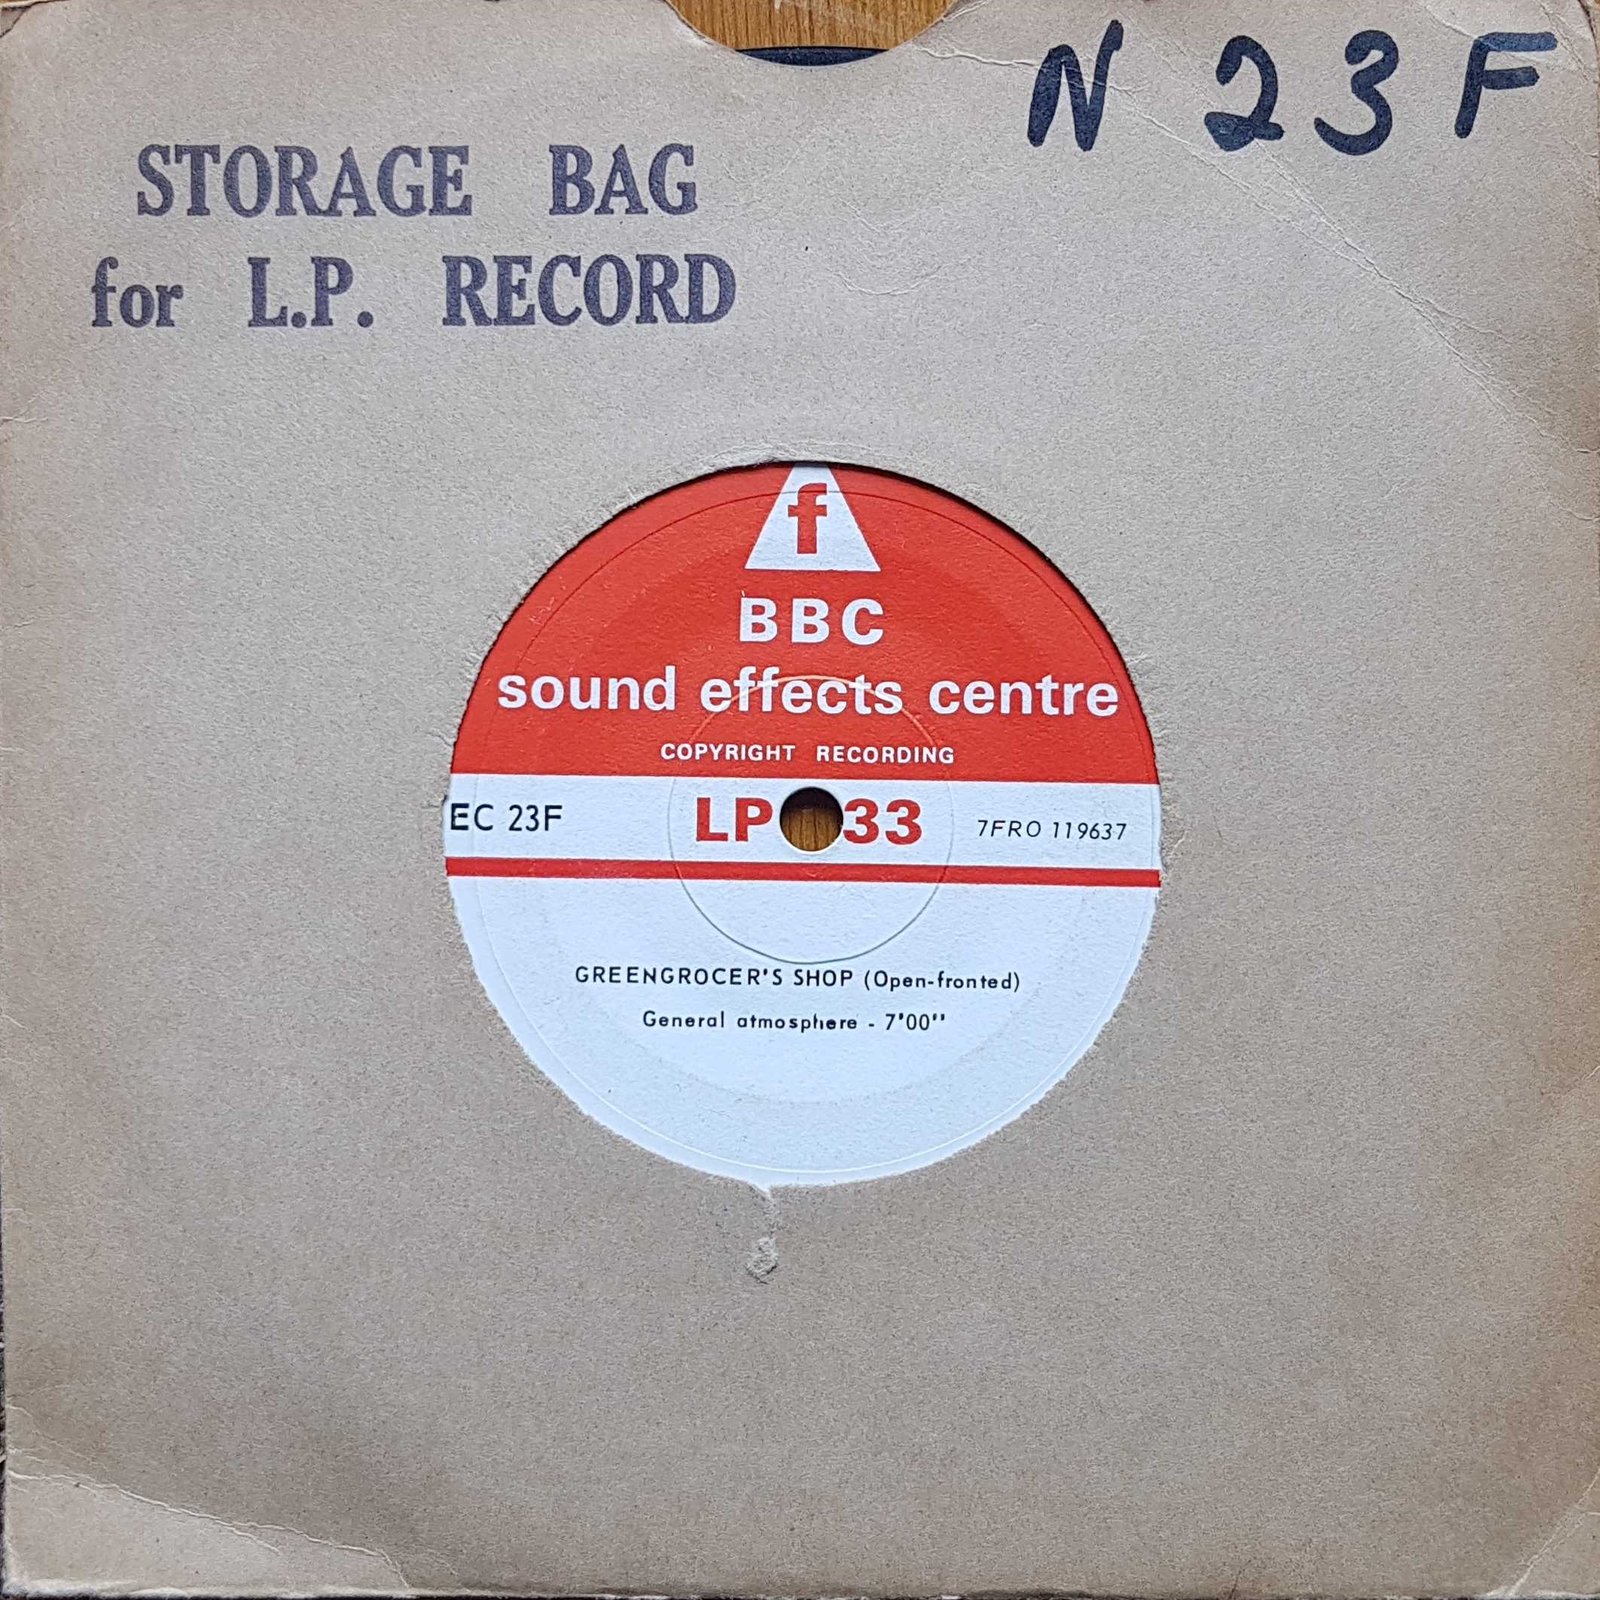 N 23F
STORAGE BAG
for L.P. RECORD
f
BBC
sound effects centre
COPYRIGHT RECORDING
EC 23F LP 33 7FRO 119637
GREENGROCER'S SHOP (Open-fronted)
General atmosphere - 7'00''